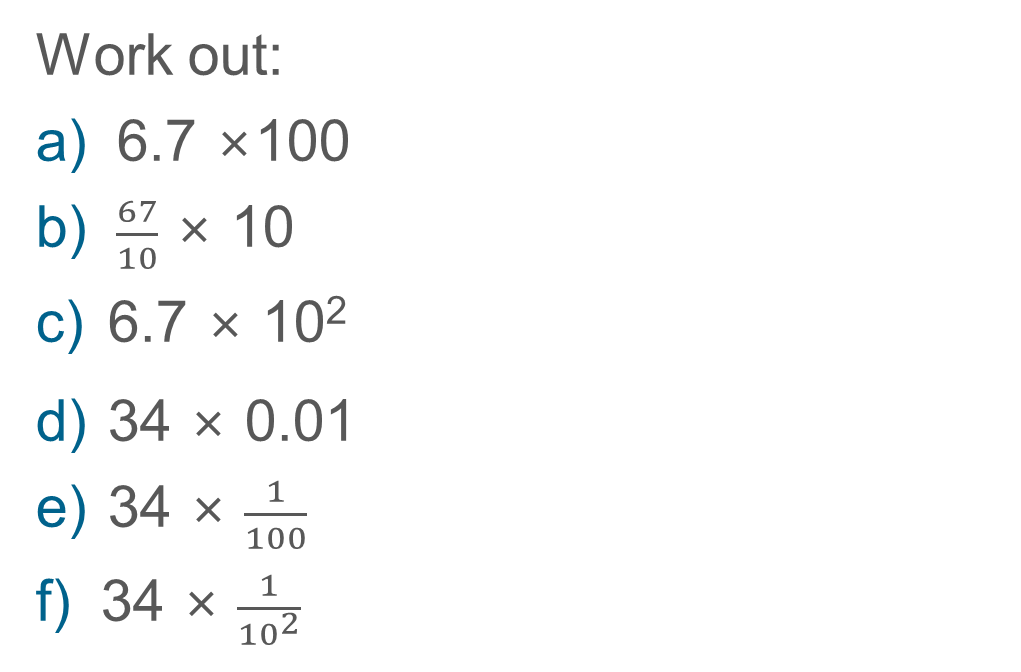 Work out:
a) 6.7 ×100
b) 67/10 × 10
c) 6.7 × 10²
d) 34 × 0.01
e) 34 × 1/100
f) 34 × 1/10²